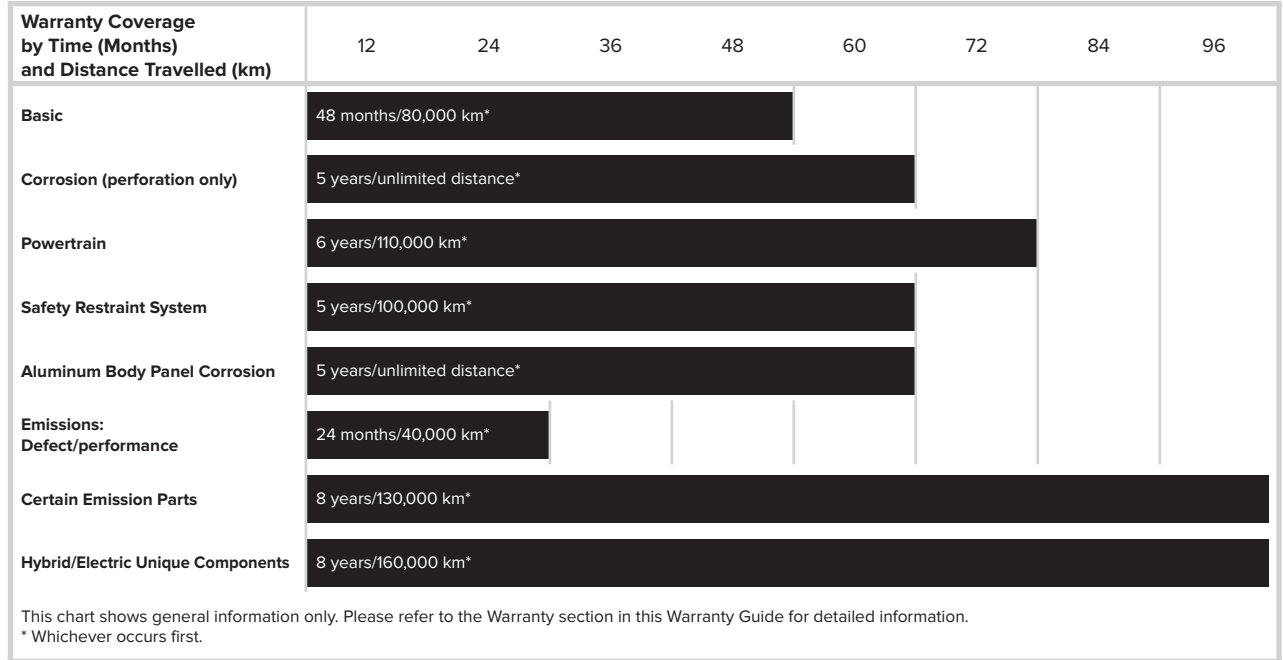 Warranty Coverage
by Time (Months)
and Distance Travelled (km)
12 24 36 48 60 72 84 96
Basic
48 months/80,000 km*
Corrosion (perforation only)
5 years/unlimited distance*
Powertrain
6 years/110,000 km*
Safety Restraint System
5 years/100,000 km*
Aluminum Body Panel Corrosion
5 years/unlimited distance*
Emissions:
Defect/performance
24 months/40,000 km*
Certain Emission Parts
8 years/130,000 km*
Hybrid/Electric Unique Components
8 years/160,000 km*
This chart shows general information only. Please refer to the Warranty section in this Warranty Guide for detailed information.
* Whichever occurs first.